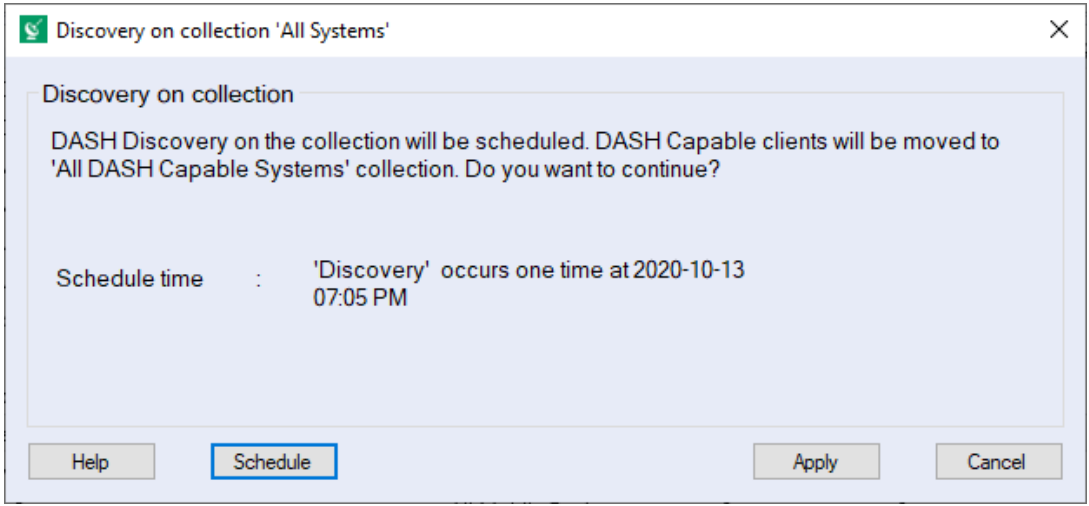 Discovery on collection 'All Systems'
Discovery on collection
DASH Discovery on the collection will be scheduled. DASH Capable clients will be moved to
'All DASH Capable Systems' collection. Do you want to continue?
Schedule time : 'Discovery' occurs one time at 2020-10-13
07:05 PM
Help Schedule Apply Cancel